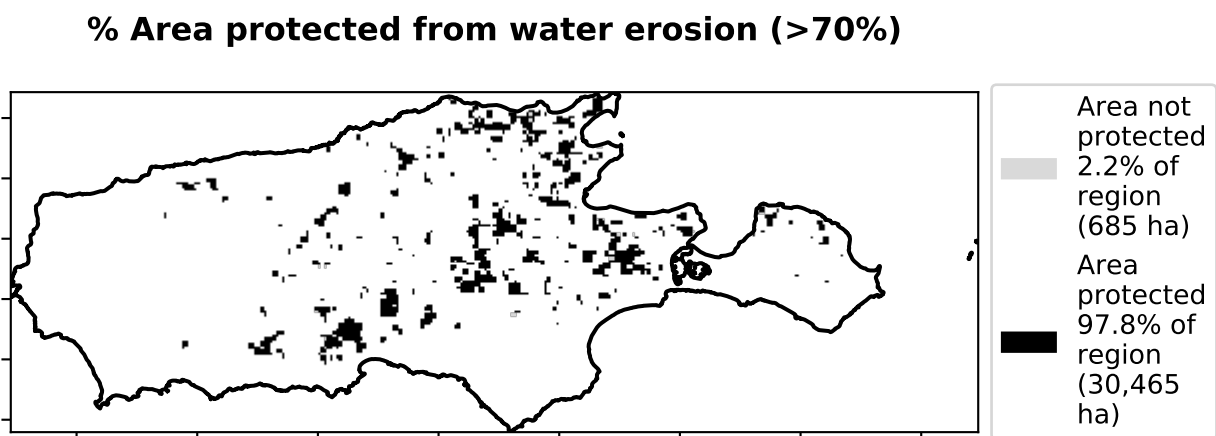 % Area protected from water erosion (>70%)
Area not
protected
2.2% of
region
(685 ha)
Area
protected
97.8% of
region
(30,465
ha)